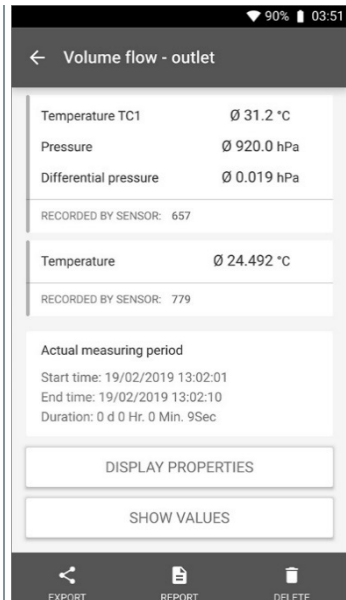 90% 03:51
Volume flow - outlet
Temperature TC1 Ø 31.2 °C
Pressure Ø 920.0 hPa
Differential pressure Ø 0.019 hPa
RECORDED BY SENSOR: 657
Temperature Ø 24.492 °C
RECORDED BY SENSOR: 779
Actual measuring period
Start time: 19/02/2019 13:02:01
End time: 19/02/2019 13:02:10
Duration: 0 d 0 Hr. 0 Min. 9Sec
DISPLAY PROPERTIES
SHOW VALUES
EXPORT REPORT DELETE